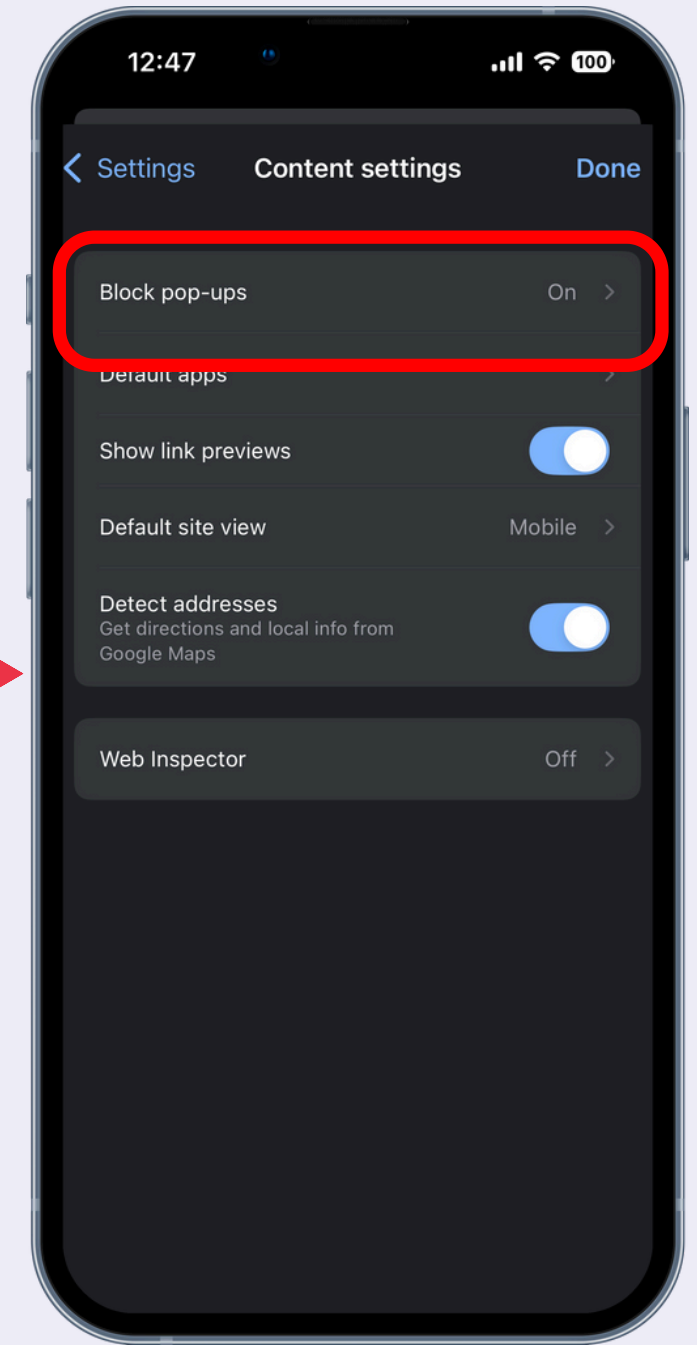 12:47
100
Settings
Content settings
Done
Block pop-ups
On
Default apps
Show link previews
Default site view
Mobile
Detect addresses
Get directions and local info from
Google Maps
Web Inspector
Off